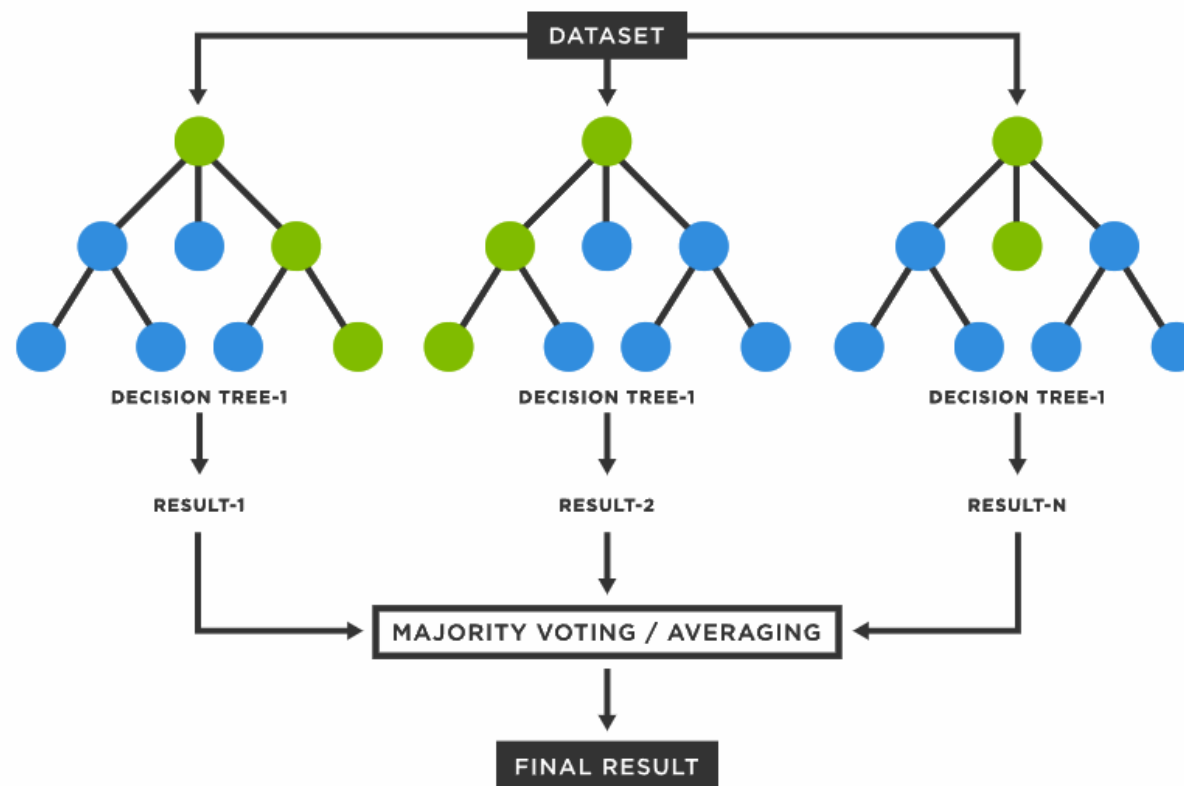 DATASET
DECISION TREE-1
DECISION TREE-1
DECISION TREE-1
RESULT-1
RESULT-2
RESULT-N
MAJORITY VOTING / AVERAGING
FINAL RESULT